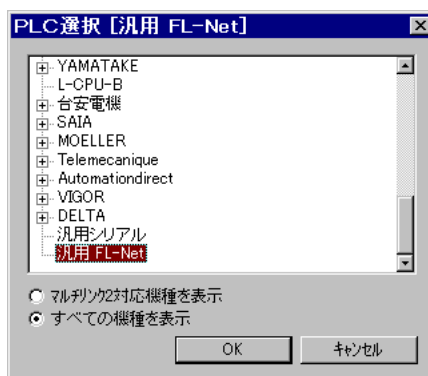 PLC選択 [汎用 FL-Net]
YAMATAKE
L-CPU-B
台安電機
SAIA
MOELLER
Telemecanique
Automationdirect
VIGOR
DELTA
汎用シリアル
汎用 FL-Net
マルチリンク2対応機種を表示
すべての機種を表示
OK
キャンセル